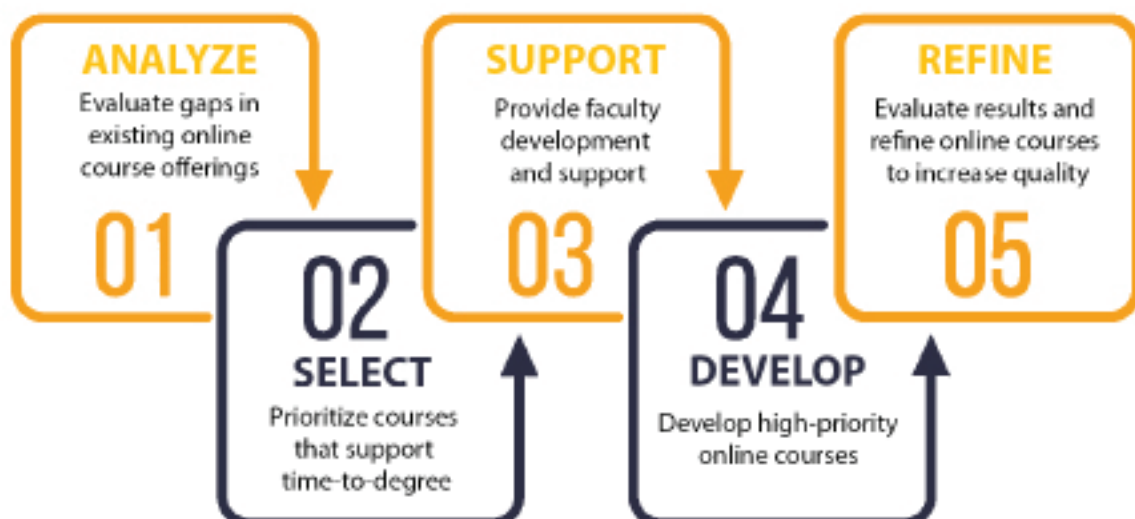 ANALYZE
Evaluate gaps in
existing online
course offerings
01
02
SELECT
Prioritize courses
that support
time-to-degree
SUPPORT
Provide faculty
development
and support
03
04
DEVELOP
Develop high-priority
online courses
REFINE
Evaluate results and
refine online courses
to increase quality
05